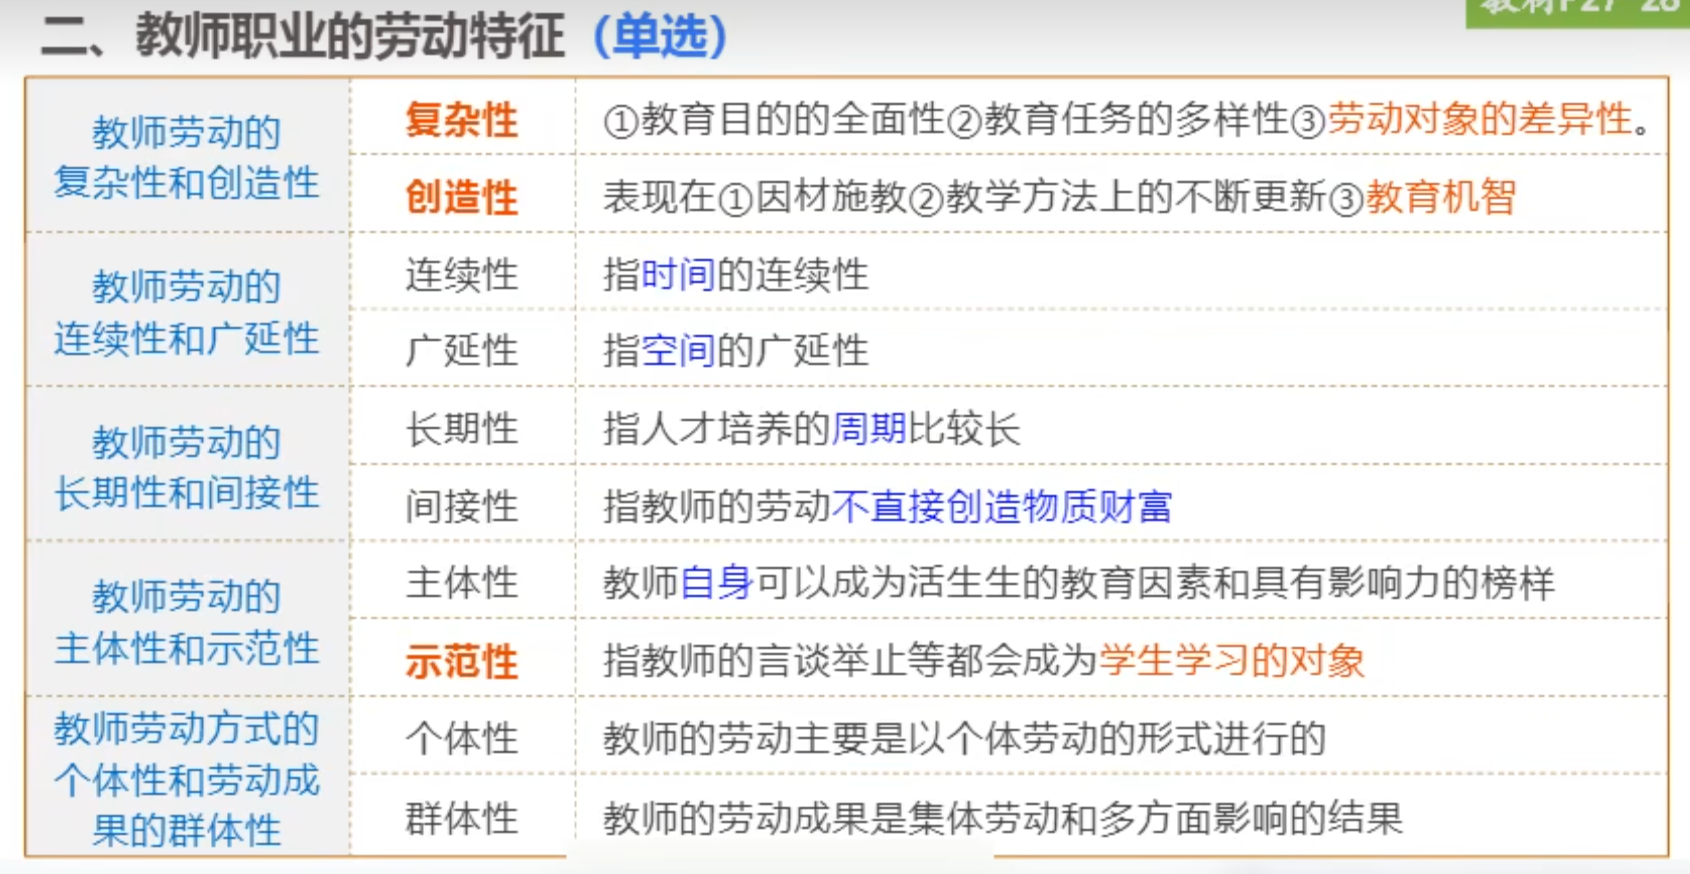 教材P27-28
二、教师职业的劳动特征（单选）
教师劳动的
复杂性和创造性
复杂性
①教育目的的全面性②教育任务的多样性③劳动对象的差异性。
创造性
表现在①因材施教②教学方法上的不断更新③教育机智
教师劳动的
连续性和广延性
连续性
指时间的连续性
广延性
指空间的广延性
教师劳动的
长期性和间接性
长期性
指人才培养的周期比较长
间接性
指教师的劳动不直接创造物质财富
教师劳动的
主体性和示范性
主体性
教师自身可以成为活生生的教育因素和具有影响力的榜样
示范性
指教师的言谈举止等都会成为学生学习的对象
教师劳动方式的
个体性和劳动成
果的群体性
个体性
教师的劳动主要是以个体劳动的形式进行的
群体性
教师的劳动成果是集体劳动和多方面影响的结果